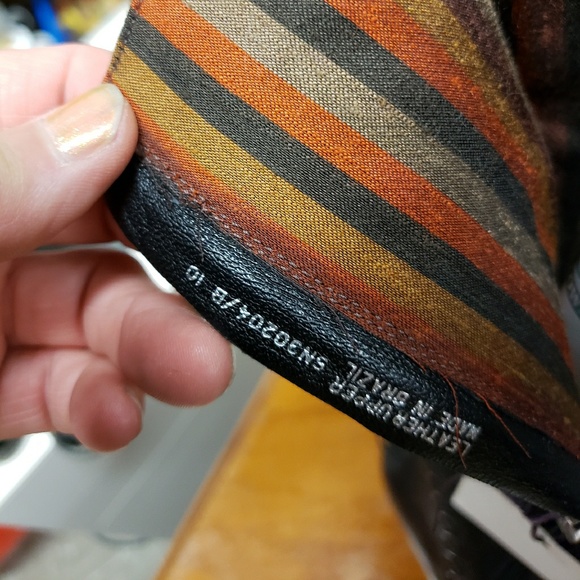 SN30204/B 10
LEATHER UPPER
MADE IN BRAZIL